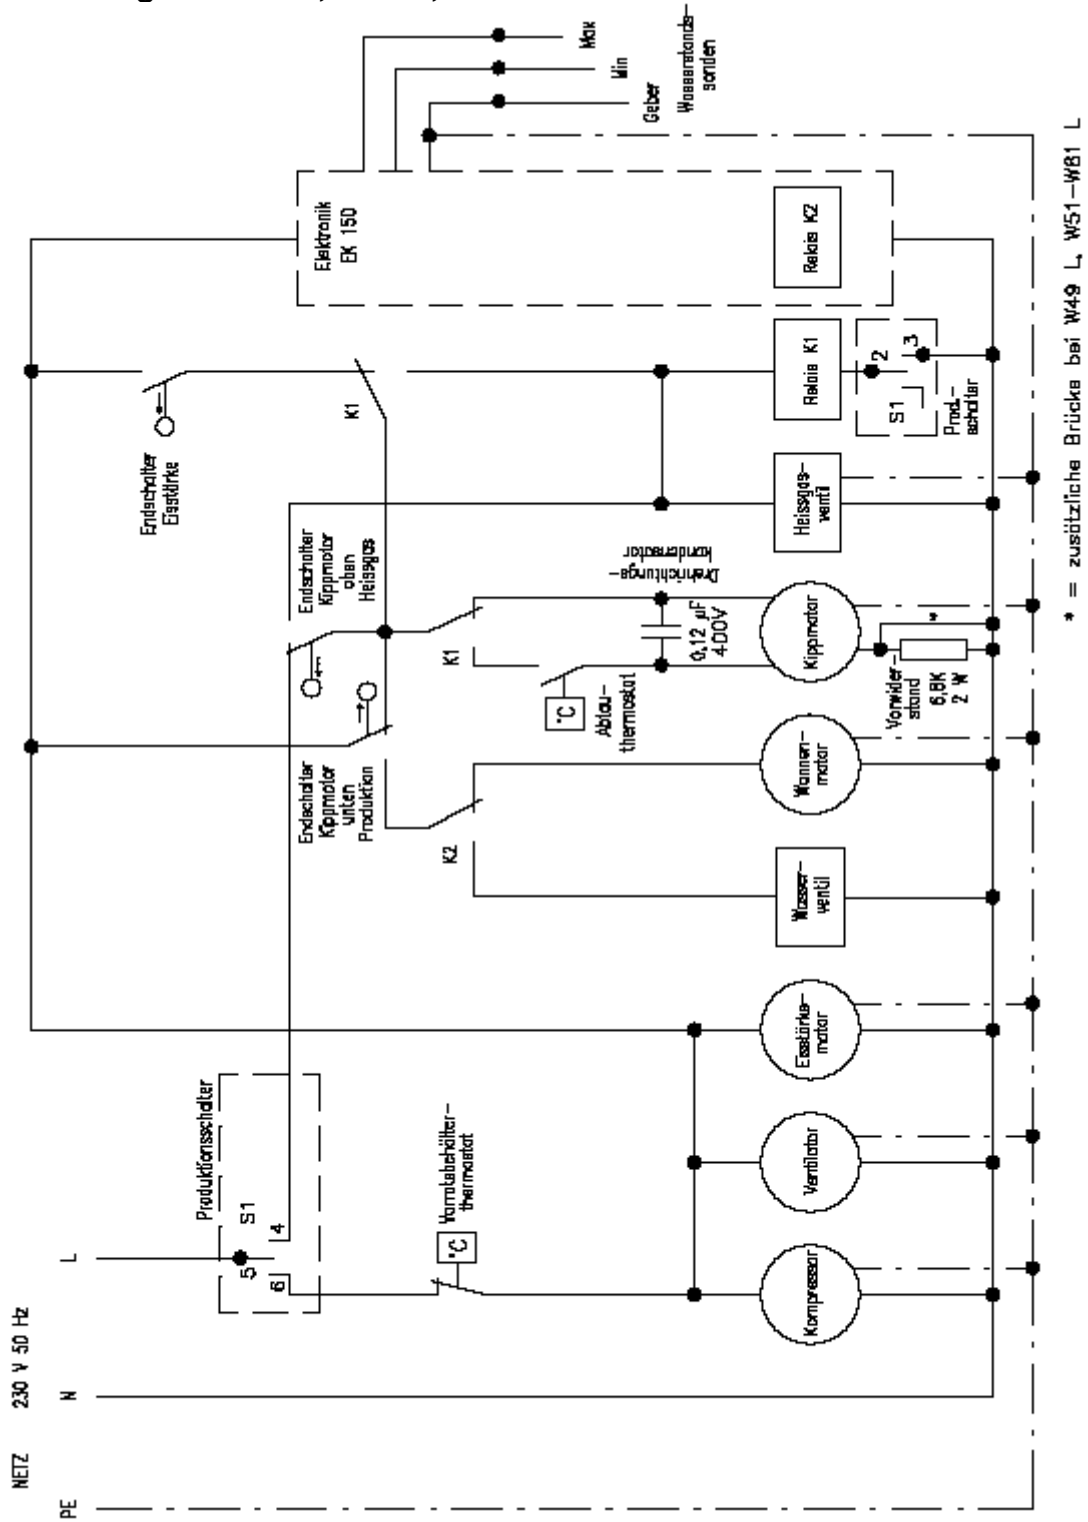 NETZ 230 V 50 Hz
PE
N
L
Produktionsschalter
S1
5
4
6
°C
Vorratsbehälter-
thermostat
Kompressor
Ventilator
Eisstärke-
motor
Wasser-
ventil
Wannen-
motor
Kippmotor
Vorwider-
stand
6,8K
2 W
*
K2
Endschalter
Kippmotor
unten
Produktion
Endschalter
Kippmotor
oben
Heissgas
K1
°C
Abtau-
thermostat
0,12 µF
400V
Drehrichtungs-
kondensator
Heissgas-
ventil
Endschalter
Eisstärke
K1
Relais K1
S1
2
3
Prod.-
schalter
Elektronik
EK 150
Relais K2
Max
Min
Geber
Wasserstands-
sonden
* = zusätzliche Brücke bei W49 L, W51-W81 L